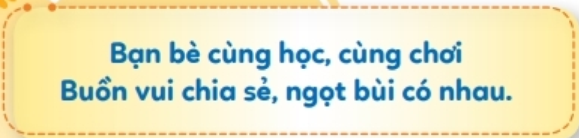 Bạn bè cùng học, cùng chơi
Buồn vui chia sẻ, ngọt bùi có nhau.